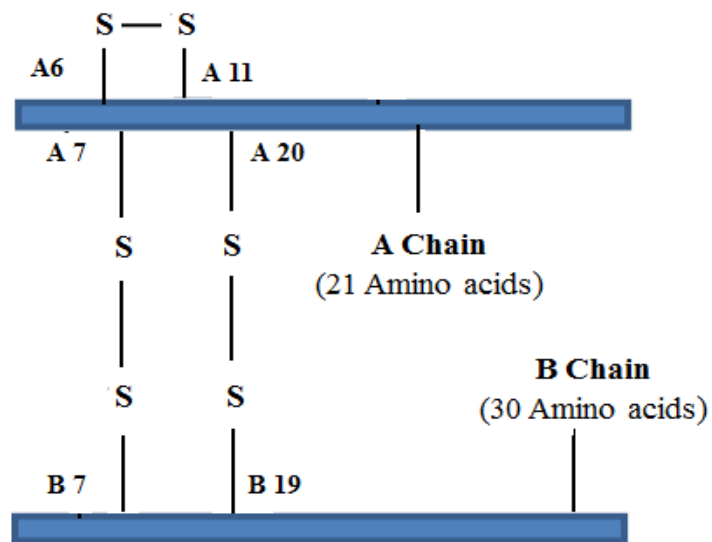 S S
A6 A 11
A 7 A 20
S S A Chain
(21 Amino acids)
B Chain
S S (30 Amino acids)
B 7 B 19